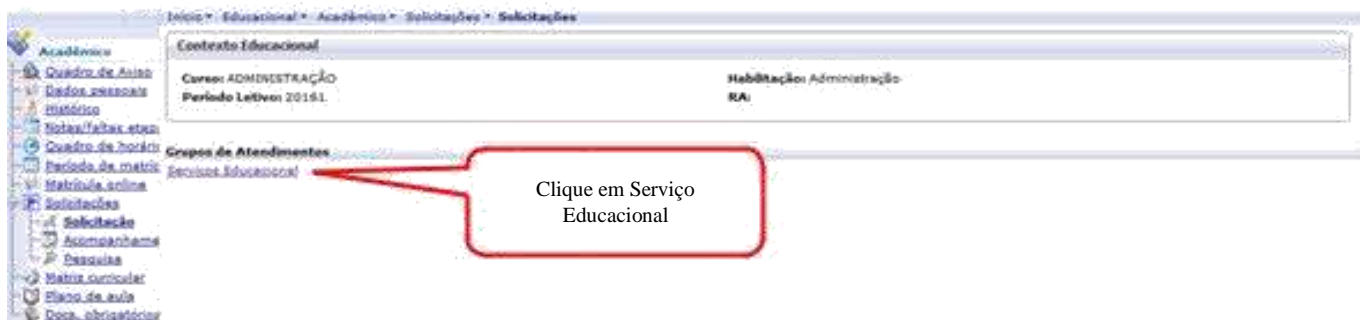 Início Educacional Acadêmico Solicitações Solicitações
Acadêmico
Quadro de Aviso
Dados pessoais
Histórico
Notas/faltas etap
Quadro de horári
Período de matríc
Matrícula online
Solicitações
Solicitação
Acompanhame
Pesquisa
Matriz curricular
Plano de aula
Docs. obrigatórios
Contexto Educacional
Curso: ADMINISTRAÇÃO
Habilitação: Administração
Período Letivo: 20161
RA:
Grupos de Atendimentos
Serviços Educacional
Clique em Serviço
Educacional